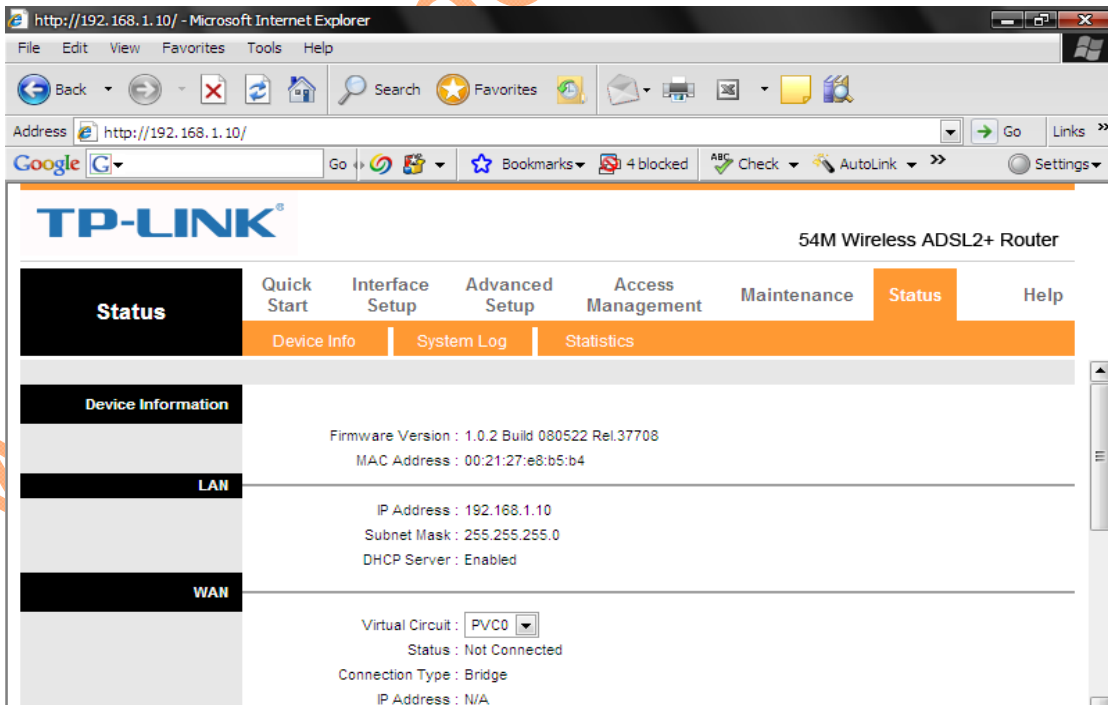 http://192.168.1.10/ - Microsoft Internet Explorer
File Edit View Favorites Tools Help
Back Search Favorites
Address http://192.168.1.10/ Go Links »
Google G Go Bookmarks 4 blocked ABC Check AutoLink » Settings
TP-LINK®
54M Wireless ADSL2+ Router
Status
Quick Start Interface Setup Advanced Setup Access Management Maintenance Status Help
Device Info System Log Statistics
Device Information
Firmware Version : 1.0.2 Build 080522 Rel.37708
MAC Address : 00:21:27:e8:b5:b4
LAN
IP Address : 192.168.1.10
Subnet Mask : 255.255.255.0
DHCP Server : Enabled
WAN
Virtual Circuit : PVC0
Status : Not Connected
Connection Type : Bridge
IP Address : N/A